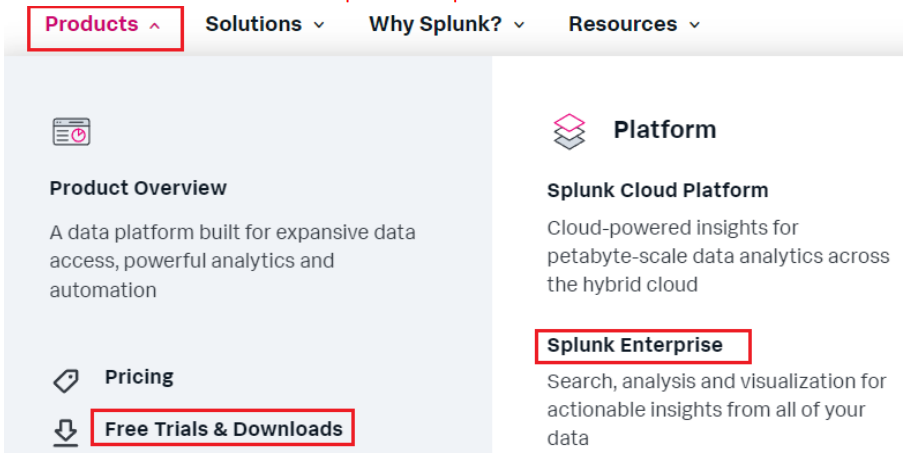 Products Solutions Why Splunk? Resources
Product Overview
A data platform built for expansive data
access, powerful analytics and
automation
Pricing
Free Trials & Downloads
Platform
Splunk Cloud Platform
Cloud-powered insights for
petabyte-scale data analytics across
the hybrid cloud
Splunk Enterprise
Search, analysis and visualization for
actionable insights from all of your
data